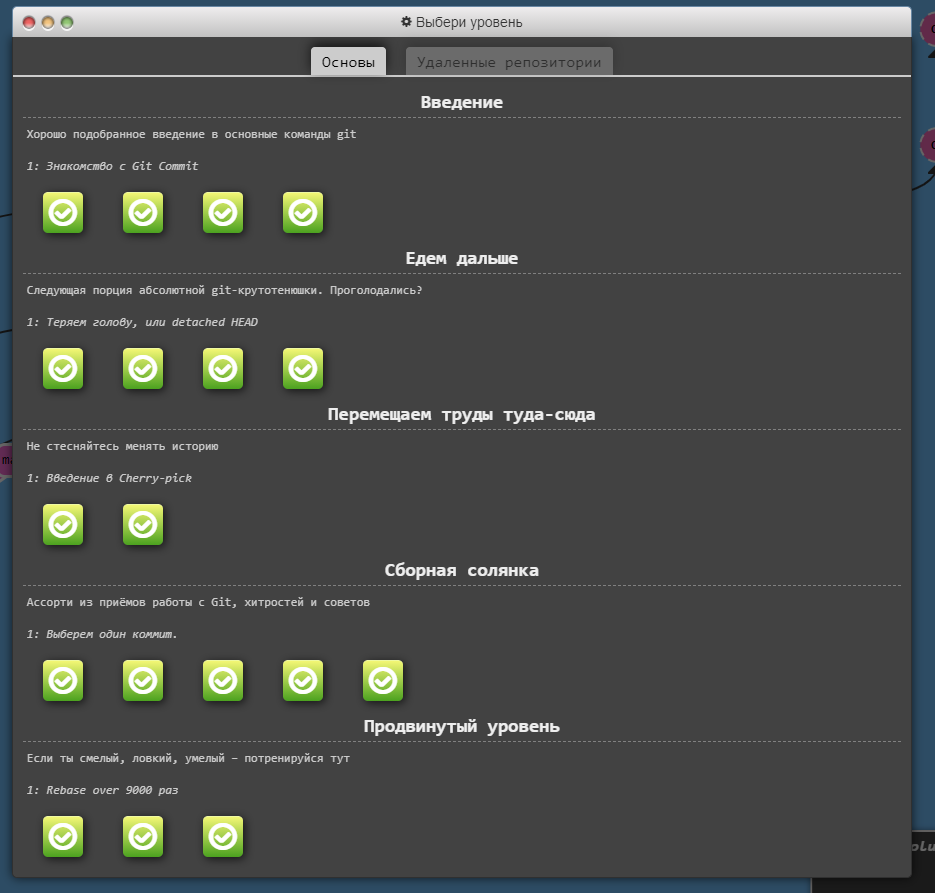 Выбери уровень
Основы
Удаленные репозитории
Введение
Хорошо подобранное введение в основные команды git
1: Знакомство с Git Commit
Едем дальше
Следующая порция абсолютной git-крутотенюшки. Проголодались?
1: Теряем голову, или detached HEAD
Перемещаем труды туда-сюда
Не стесняйтесь менять историю
1: Введение в Cherry-pick
Сборная солянка
Ассорти из приёмов работы с Git, хитростей и советов
1: Выберем один коммит.
Продвинутый уровень
Если ты смелый, ловкий, умелый – потренируйся тут
1: Rebase over 9000 раз